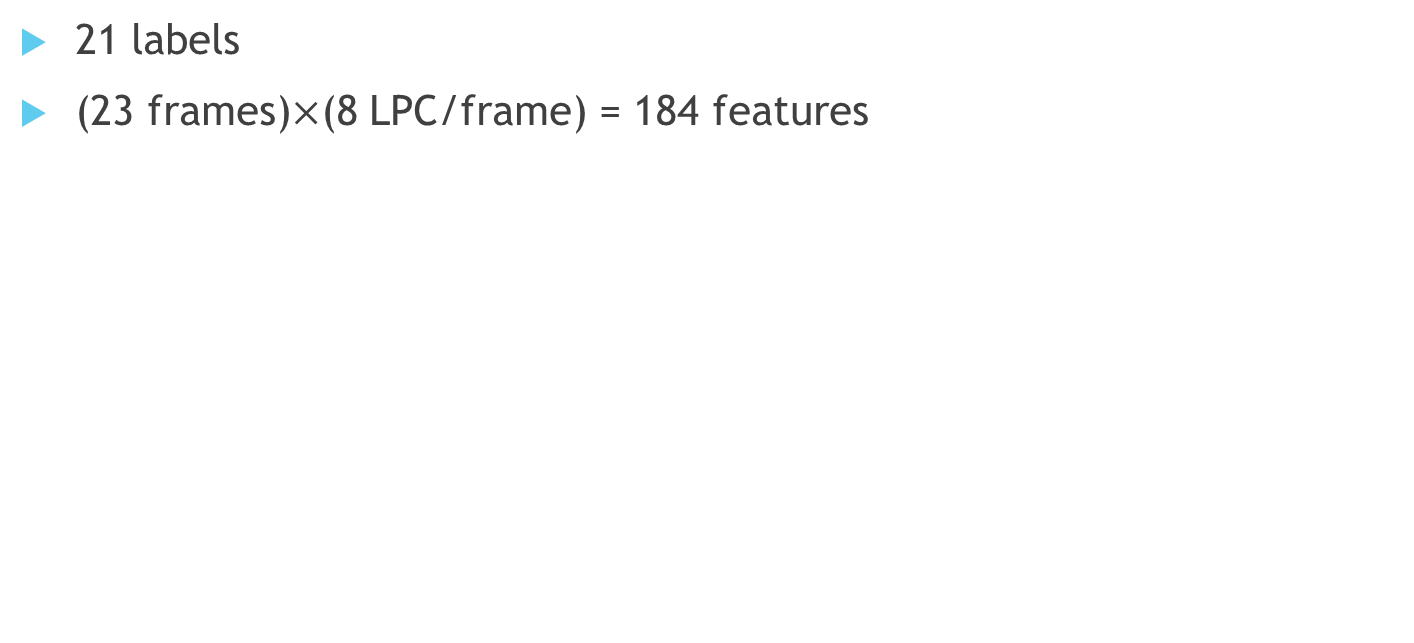 21 labels
(23 frames)×(8 LPC/frame) = 184 features